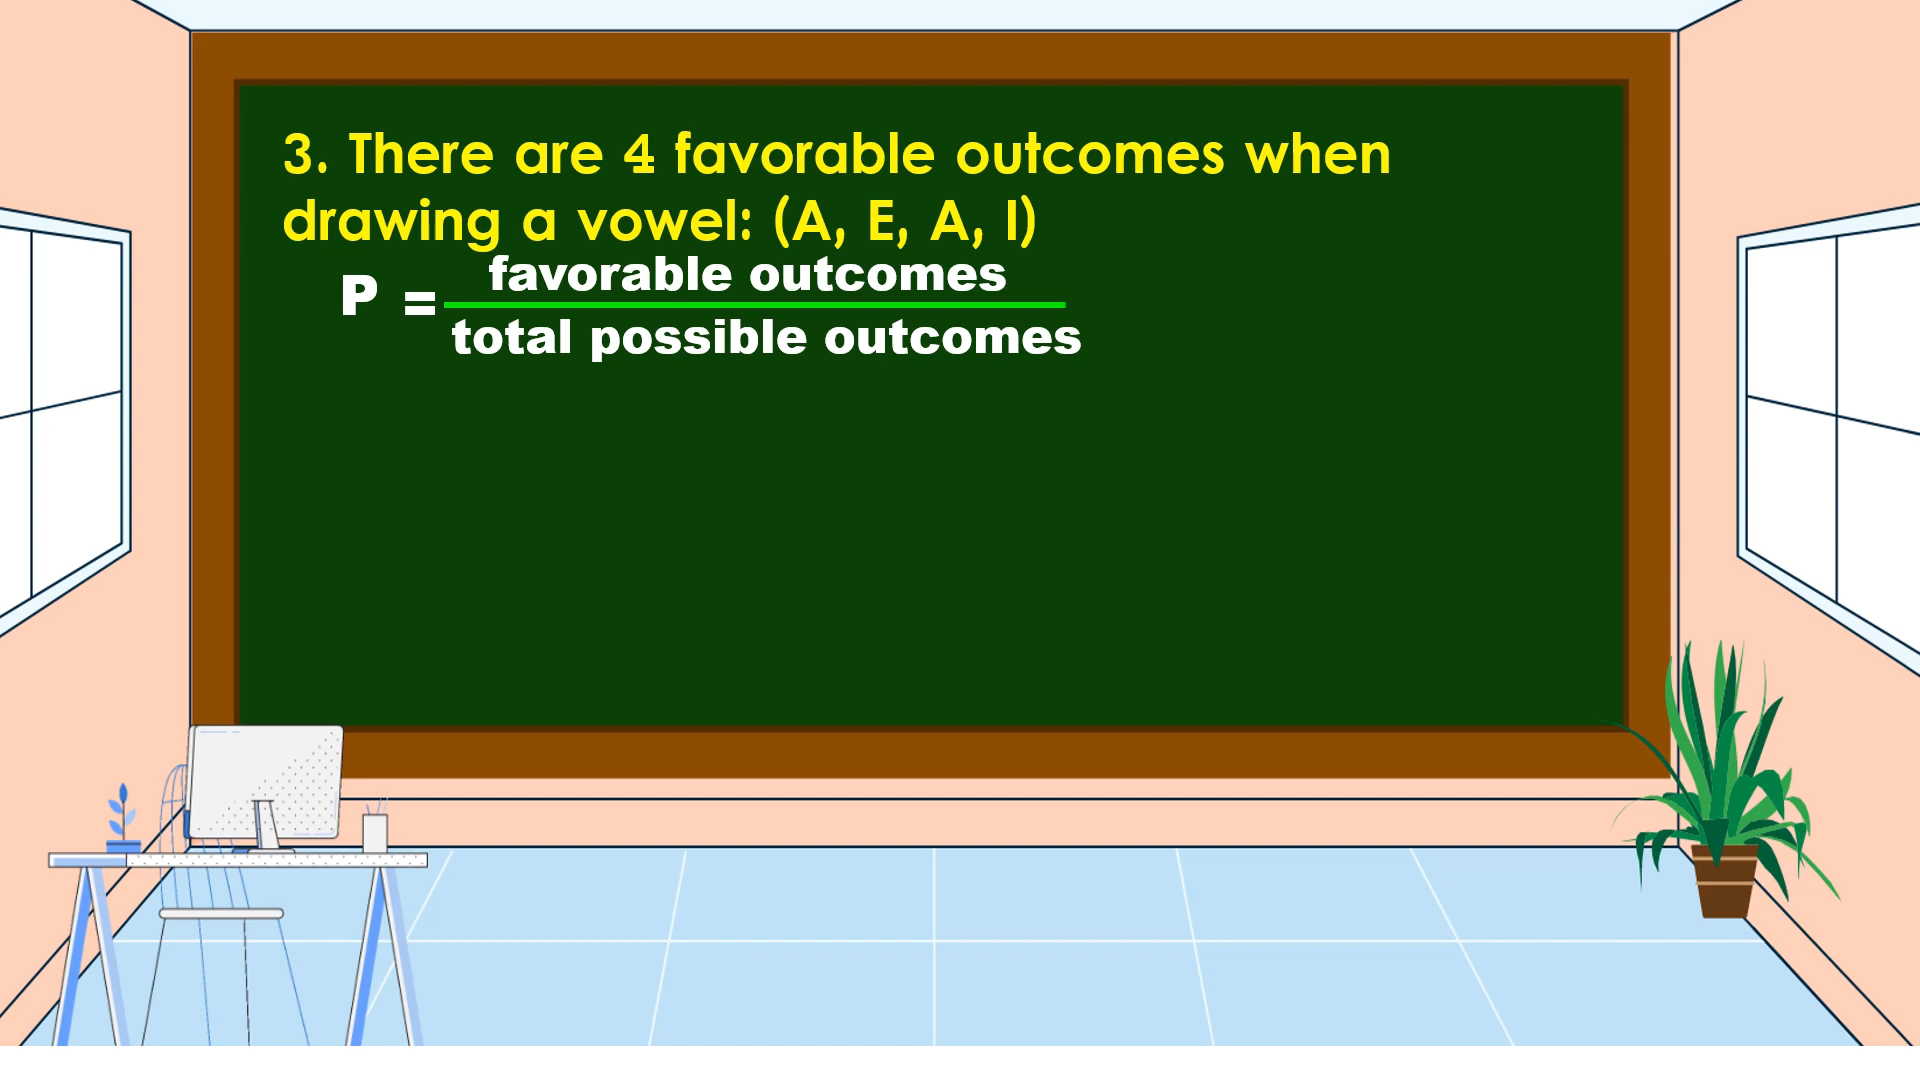 3. There are 4 favorable outcomes when
drawing a vowel: (A, E, A, I)
P = favorable outcomes
total possible outcomes